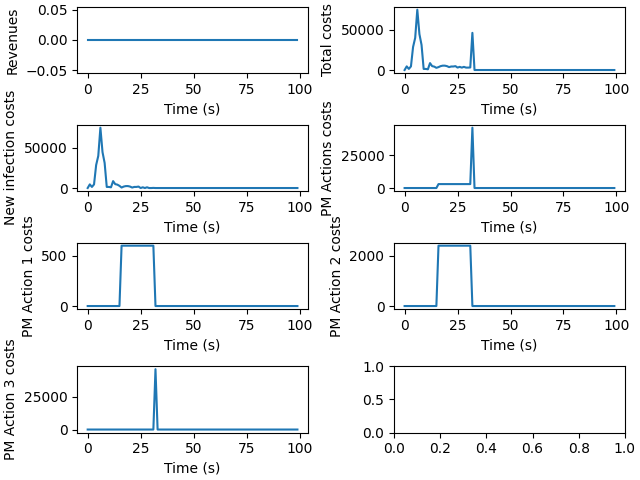 Revenues
0.05
0.00
−0.05
0 25 50 75 100
Time (s)
Total costs
50000
0
0 25 50 75 100
Time (s)
New infection costs
50000
0
0 25 50 75 100
Time (s)
PM Actions costs
25000
0
0 25 50 75 100
Time (s)
PM Action 1 costs
500
0
0 25 50 75 100
Time (s)
PM Action 2 costs
2000
0
0 25 50 75 100
Time (s)
PM Action 3 costs
25000
0
0 25 50 75 100
Time (s)
1.0
0.5
0.0
0.0 0.2 0.4 0.6 0.8 1.0